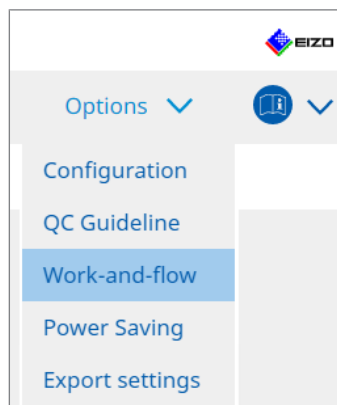 EIZO
Options
Configuration
QC Guideline
Work-and-flow
Power Saving
Export settings